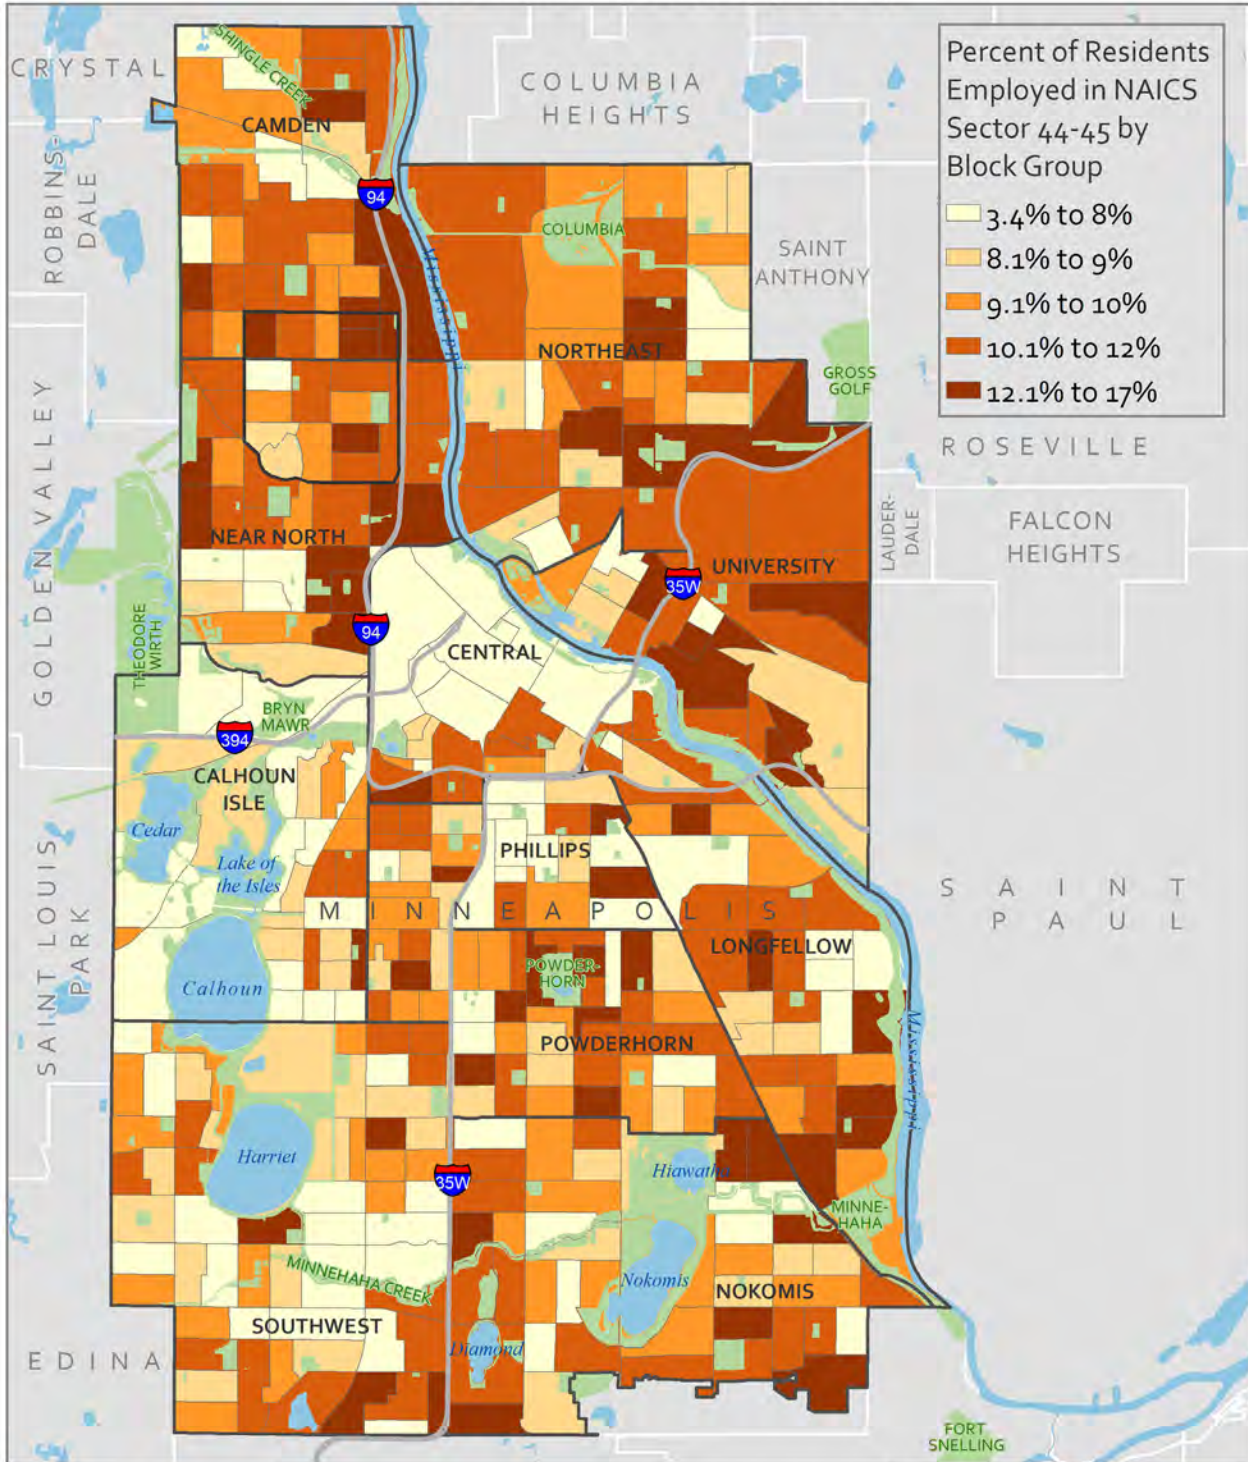 Percent of Residents
Employed in NAICS
Sector 44-45 by
Block Group
3.4% to 8%
8.1% to 9%
9.1% to 10%
10.1% to 12%
12.1% to 17%
CRYSTAL
SHINGLE CREEK
COLUMBIA
HEIGHTS
CAMDEN
ROBBINS-
DALE
94
COLUMBIA
SAINT
ANTHONY
Mississippi
NORTHEAST
GROSS
GOLF
GOLDEN VALLEY
ROSEVILLE
LAUDER-
DALE
FALCON
HEIGHTS
NEAR NORTH
UNIVERSITY
35W
THEODORE
WIRTH
94
CENTRAL
BRYN
MAWR
394
CALHOUN
ISLE
Cedar
Lake of
the Isles
PHILLIPS
SAINT LOUIS
PARK
MINNEAPOLIS
SAINT
PAUL
LONGFELLOW
POWDER-
HORN
Calhoun
POWDERHORN
Mississippi
Harriet
Hiawatha
35W
MINNE-
HAHA
MINNEHAHA CREEK
Nokomis
NOKOMIS
SOUTHWEST
Diamond
EDINA
FORT
SNELLING